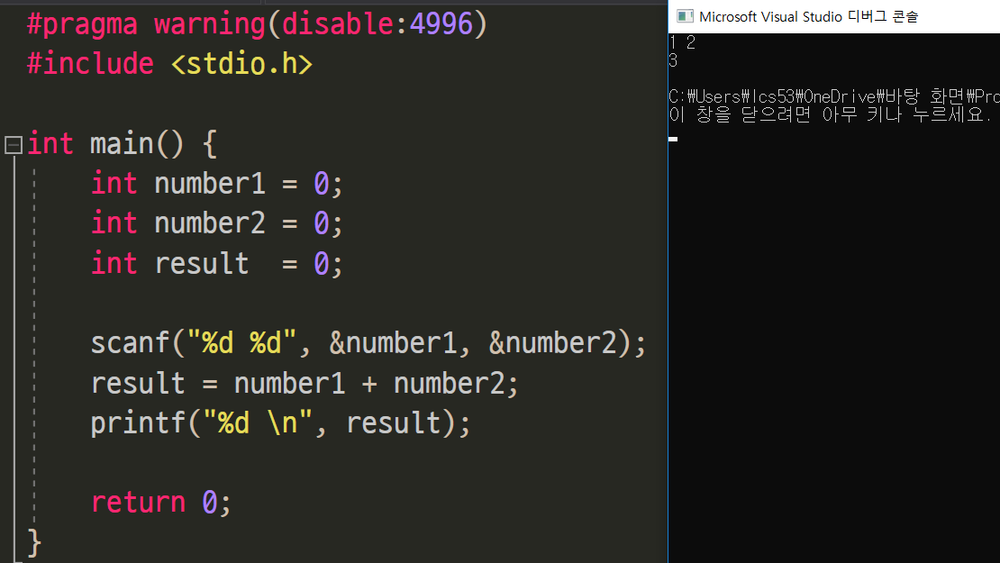 #pragma warning(disable:4996)
#include <stdio.h>
int main() {
    int number1 = 0;
    int number2 = 0;
    int result  = 0;
    scanf("%d %d", &number1, &number2);
    result = number1 + number2;
    printf("%d \n", result);
    return 0;
}
Microsoft Visual Studio 디버그 콘솔
1 2
3
C:₩Users₩lcs53₩OneDrive₩바탕 화면₩Pro
이 창을 닫으려면 아무 키나 누르세요.